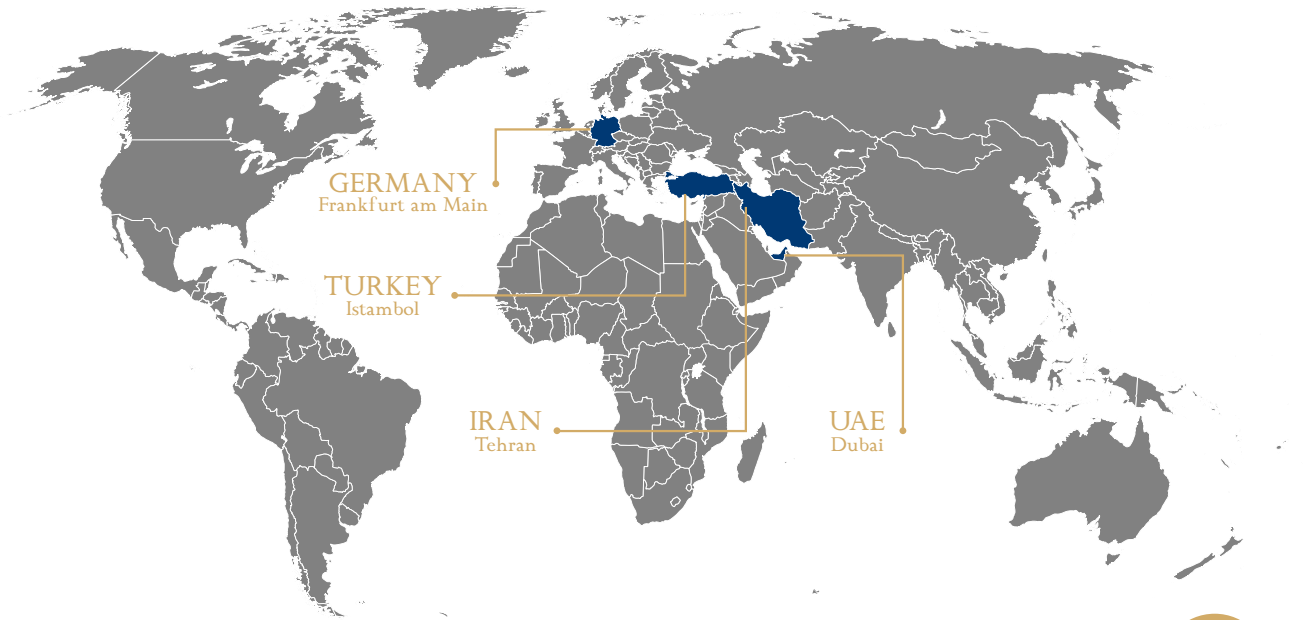 GERMANY
Frankfurt am Main
TURKEY
Istambol
IRAN
Tehran
UAE
Dubai